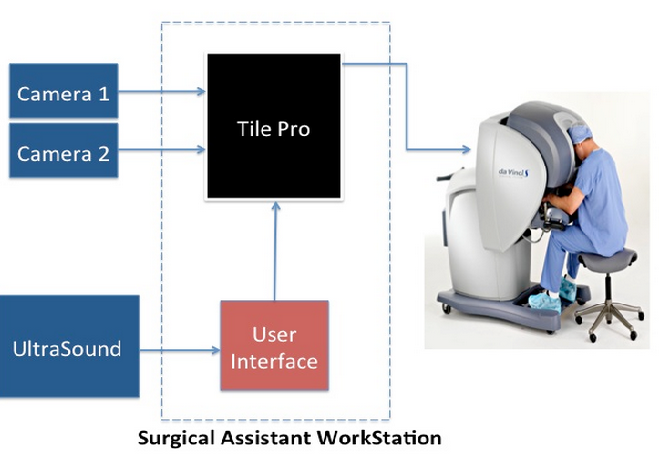 Camera 1
Camera 2
Tile Pro
da Vinci S
UltraSound
User
Interface
Surgical Assistant WorkStation